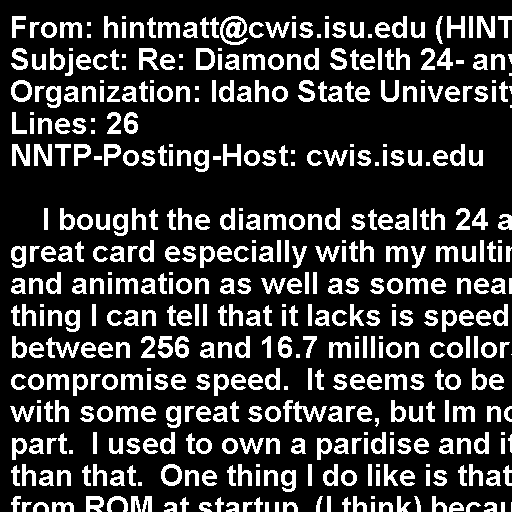 From: hintmatt@cwis.isu.edu (HINT
Subject: Re: Diamond Stelth 24- any
Organization: Idaho State University
Lines: 26
NNTP-Posting-Host: cwis.isu.edu
I bought the diamond stealth 24 a
great card especially with my multim
and animation as well as some near
thing I can tell that it lacks is speed
between 256 and 16.7 million collors
compromise speed.  It seems to be
with some great software, but Im no
part.  I used to own a paridise and it
than that.  One thing I do like is that
from ROM at startup  (I think) becau